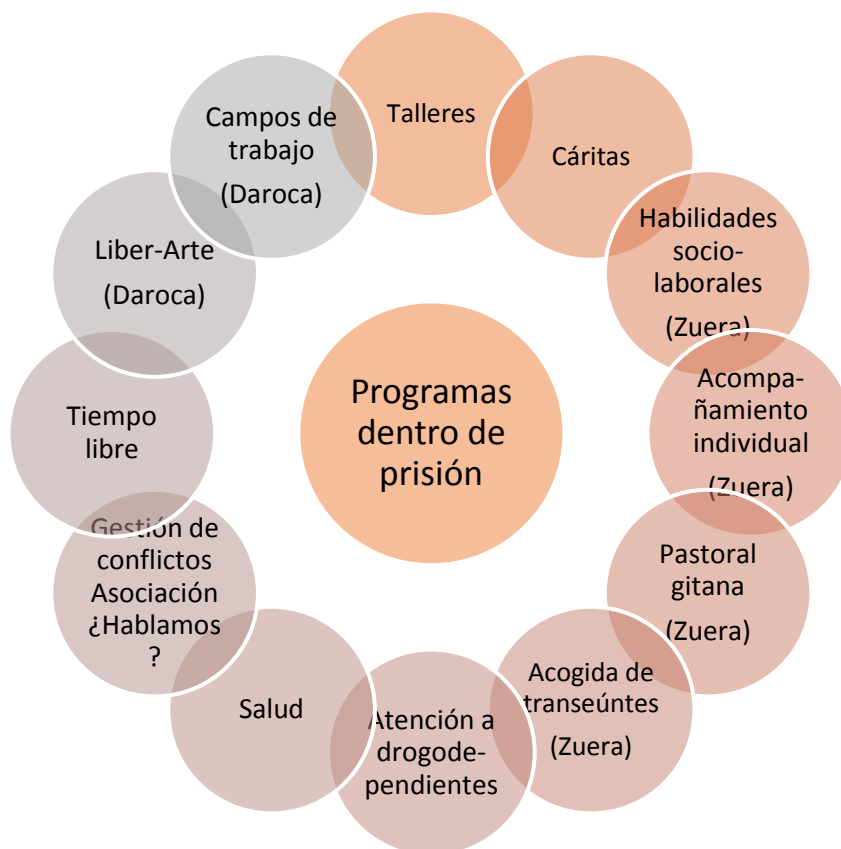 Talleres
Cáritas
Habilidades
socio-
laborales
(Zuera)
Acompa-
ñamiento
individual
(Zuera)
Pastoral
gitana
(Zuera)
Acogida de
transeúntes
(Zuera)
Atención a
drogode-
pendientes
Salud
Gestión de
conflictos
Asociación
¿Hablamos
?
Tiempo
libre
Liber-Arte
(Daroca)
Campos de
trabajo
(Daroca)
Programas
dentro de
prisión